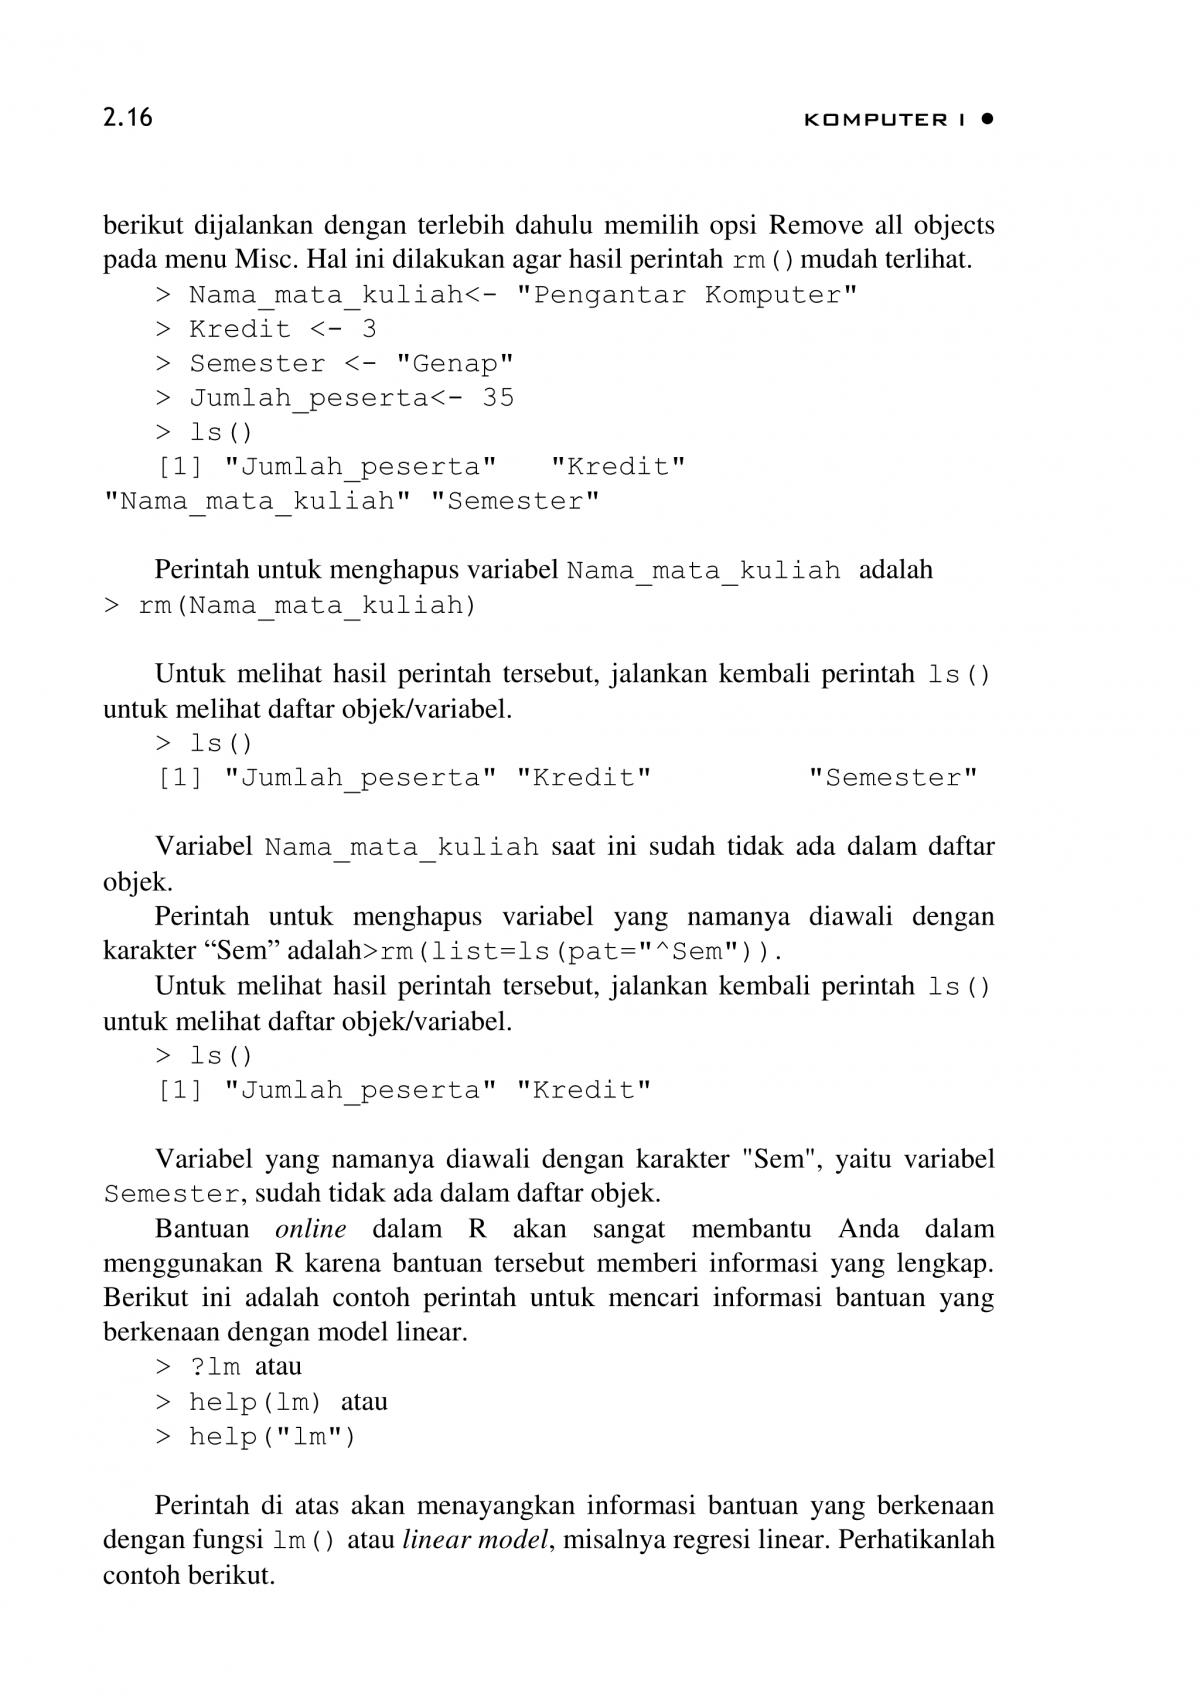 2.16 KOMPUTER I ●
berikut dijalankan dengan terlebih dahulu memilih opsi Remove all objects
pada menu Misc. Hal ini dilakukan agar hasil perintah rm() mudah terlihat.
> Nama_mata_kuliah<- "Pengantar Komputer"
> Kredit <- 3
> Semester <- "Genap"
> Jumlah_peserta<- 35
> ls()
[1] "Jumlah_peserta" "Kredit"
"Nama_mata_kuliah" "Semester"
Perintah untuk menghapus variabel Nama_mata_kuliah adalah
> rm(Nama_mata_kuliah)
Untuk melihat hasil perintah tersebut, jalankan kembali perintah ls()
untuk melihat daftar objek/variabel.
> ls()
[1] "Jumlah_peserta" "Kredit" "Semester"
Variabel Nama_mata_kuliah saat ini sudah tidak ada dalam daftar
objek.
Perintah untuk menghapus variabel yang namanya diawali dengan
karakter “Sem” adalah>rm(list=ls(pat="^Sem")).
Untuk melihat hasil perintah tersebut, jalankan kembali perintah ls()
untuk melihat daftar objek/variabel.
> ls()
[1] "Jumlah_peserta" "Kredit"
Variabel yang namanya diawali dengan karakter "Sem", yaitu variabel
Semester, sudah tidak ada dalam daftar objek.
Bantuan online dalam R akan sangat membantu Anda dalam
menggunakan R karena bantuan tersebut memberi informasi yang lengkap.
Berikut ini adalah contoh perintah untuk mencari informasi bantuan yang
berkenaan dengan model linear.
> ?lm atau
> help(lm) atau
> help("lm")
Perintah di atas akan menayangkan informasi bantuan yang berkenaan
dengan fungsi lm() atau linear model, misalnya regresi linear. Perhatikanlah
contoh berikut.